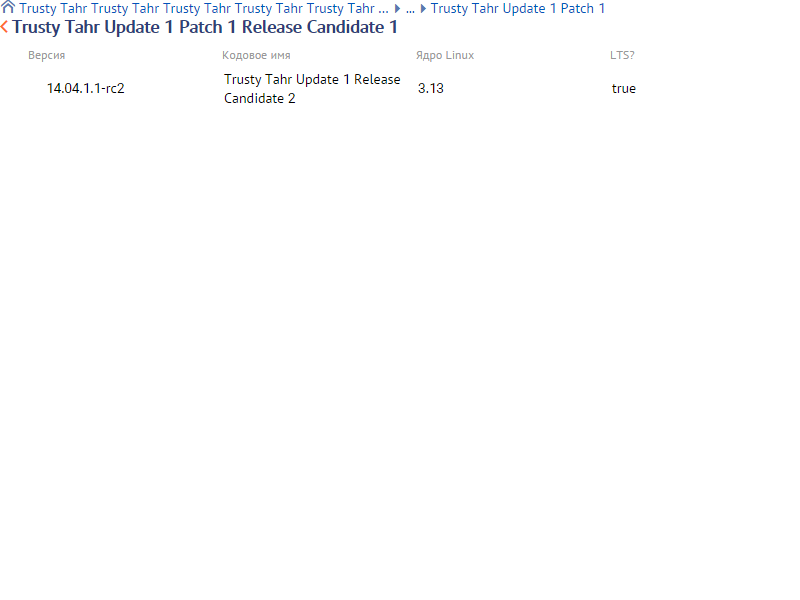 Trusty Tahr Trusty Tahr Trusty Tahr Trusty Tahr Trusty Tahr ... ... Trusty Tahr Update 1 Patch 1
Trusty Tahr Update 1 Patch 1 Release Candidate 1
Версия Кодовое имя Ядро Linux LTS?
14.04.1.1-rc2 Trusty Tahr Update 1 Release Candidate 2 3.13 true